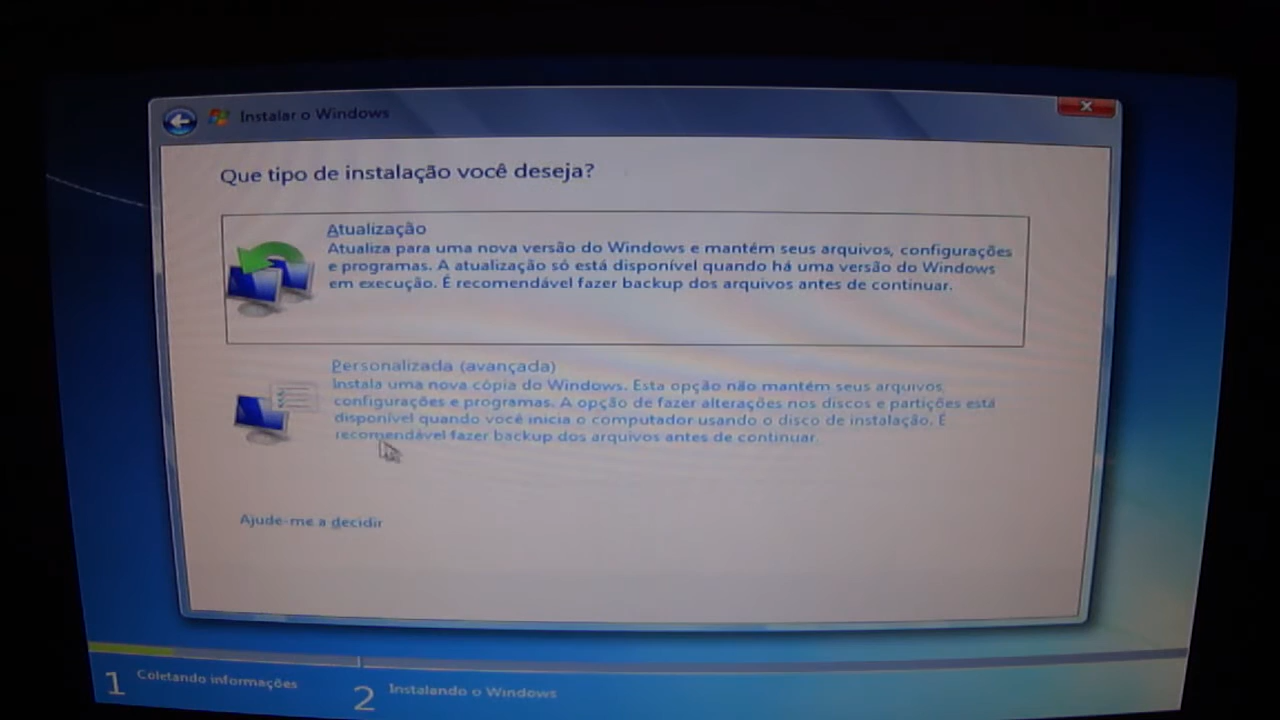 Instalar o Windows
Que tipo de instalação você deseja?
Atualização
Atualiza para uma nova versão do Windows e mantém seus arquivos, configurações
e programas. A atualização só está disponível quando há uma versão do Windows
em execução. É recomendável fazer backup dos arquivos antes de continuar.
Personalizada (avançada)
Instala uma nova cópia do Windows. Esta opção não mantém seus arquivos,
configurações e programas. A opção de fazer alterações nos discos e partições está
disponível quando você inicia o computador usando o disco de instalação. É
recomendável fazer backup dos arquivos antes de continuar.
Ajude-me a decidir
1 Coletando informações
2 Instalando o Windows